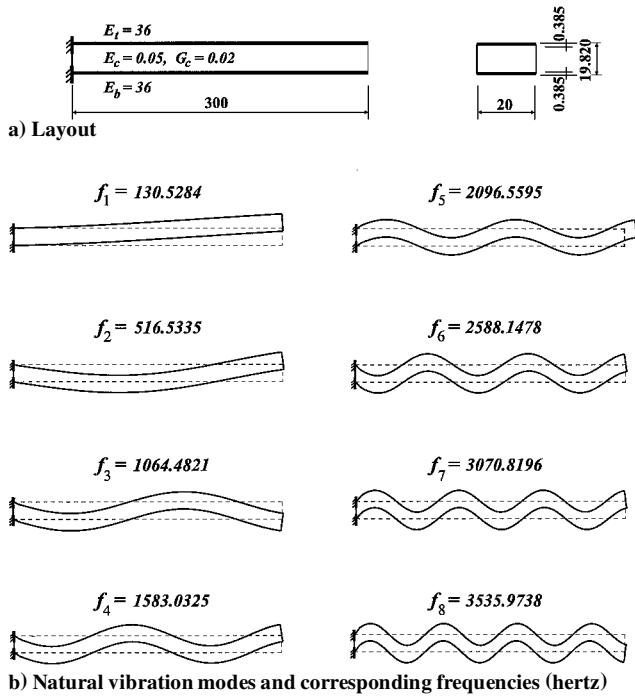 E_t = 36
E_c = 0.05, G_c = 0.02
E_b = 36
300
20
0.385
19.820
0.385
a) Layout
f_1 = 130.5284
f_5 = 2096.5595
f_2 = 516.5335
f_6 = 2588.1478
f_3 = 1064.4821
f_7 = 3070.8196
f_4 = 1583.0325
f_8 = 3535.9738
b) Natural vibration modes and corresponding frequencies (hertz)